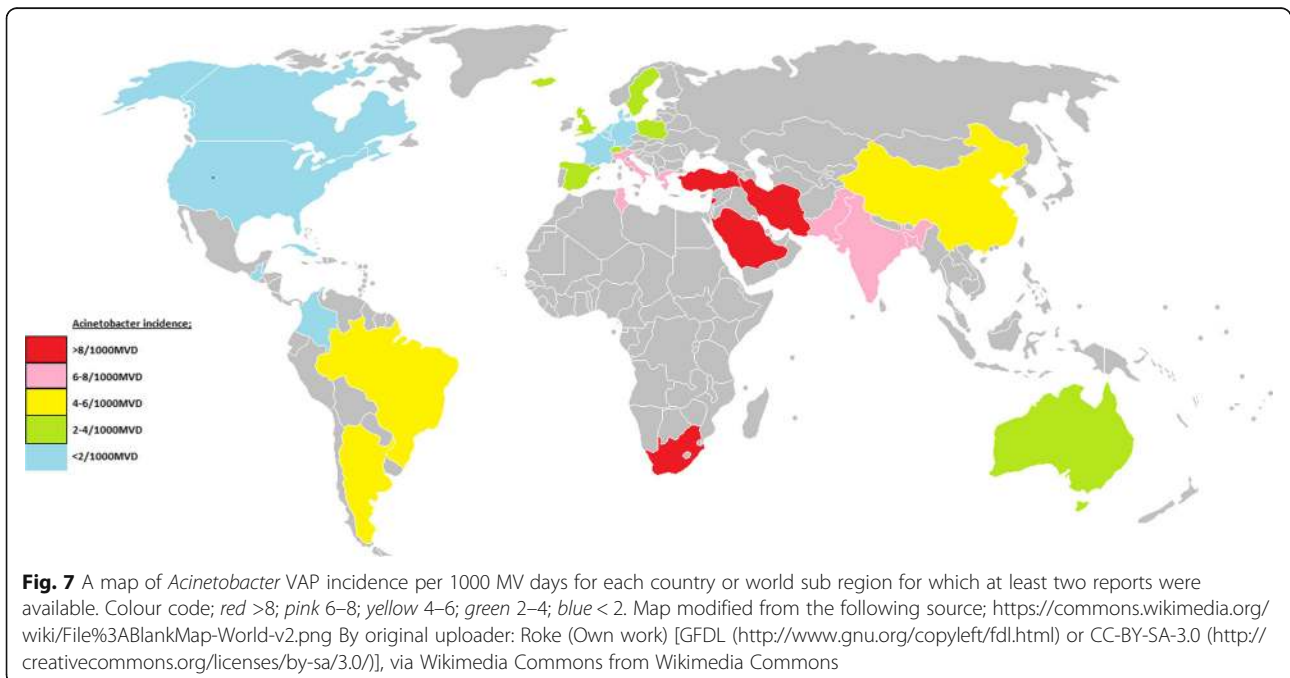 Acinetobacter incidence;
>8/1000MVD
6-8/1000MVD
4-6/1000MVD
2-4/1000MVD
<2/1000MVD
Fig. 7 A map of Acinetobacter VAP incidence per 1000 MV days for each country or world sub region for which at least two reports were
available. Colour code; red >8; pink 6–8; yellow 4–6; green 2–4; blue < 2. Map modified from the following source; https://commons.wikimedia.org/
wiki/File%3ABlankMap-World-v2.png By original uploader: Roke (Own work) [GFDL (http://www.gnu.org/copyleft/fdl.html) or CC-BY-SA-3.0 (http://
creativecommons.org/licenses/by-sa/3.0/)], via Wikimedia Commons from Wikimedia Commons